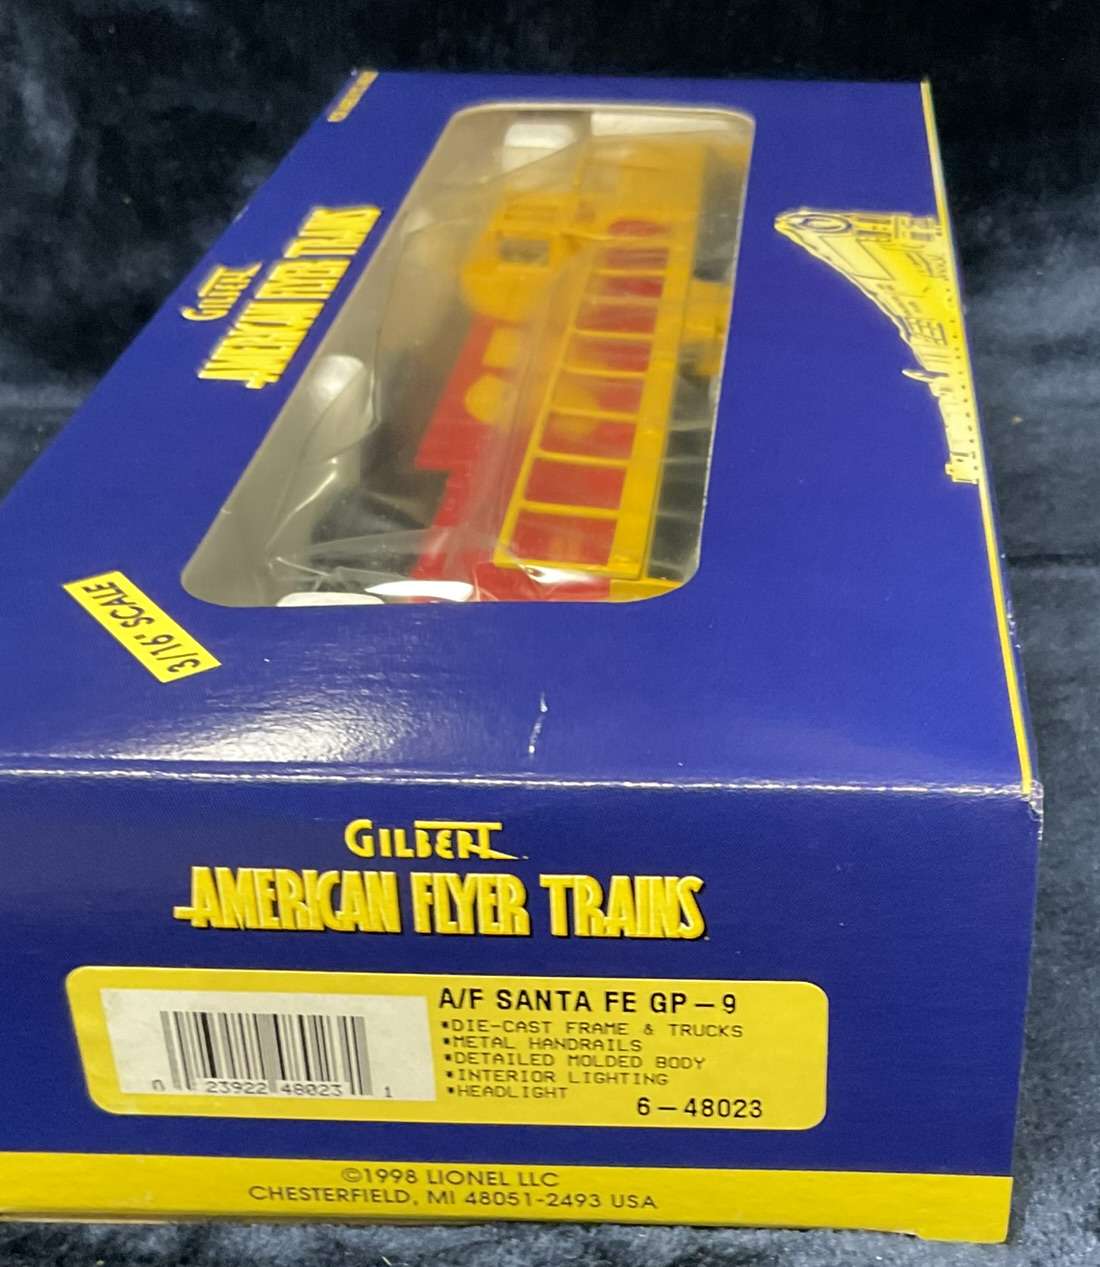 GILBERT
AMERICAN FLYER TRAINS
3/16" SCALE
GILBERT
AMERICAN FLYER TRAINS
A/F SANTA FE GP-9
•DIE-CAST FRAME & TRUCKS
•METAL HANDRAILS
•DETAILED MOLDED BODY
•INTERIOR LIGHTING
•HEADLIGHT
6-48023
0 23922 48023 1
©1998 LIONEL LLC
CHESTERFIELD, MI 48051-2493 USA